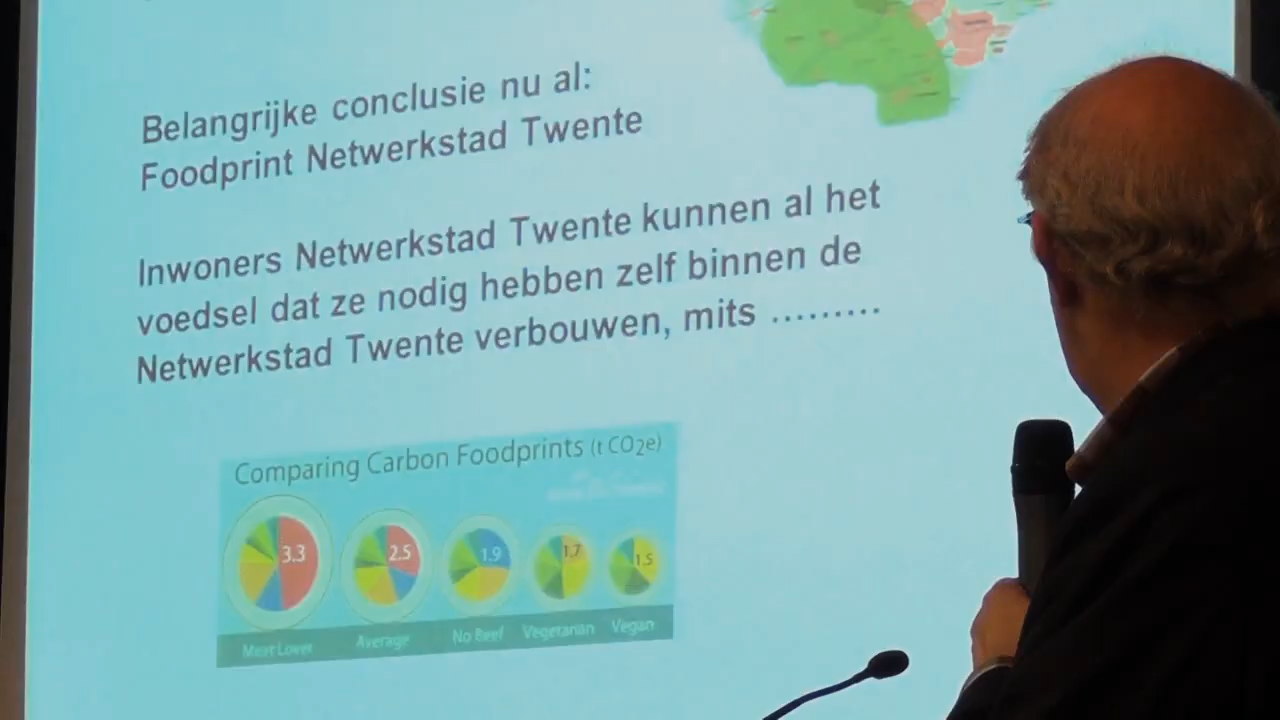 Belangrijke conclusie nu al:
Foodprint Netwerkstad Twente
Inwoners Netwerkstad Twente kunnen al het
voedsel dat ze nodig hebben zelf binnen de
Netwerkstad Twente verbouwen, mits .........
Comparing Carbon Foodprints (t CO2e)
3.3 2.5 1.9 1.7 1.5
Meat Lover Average No Beef Vegetarian Vegan